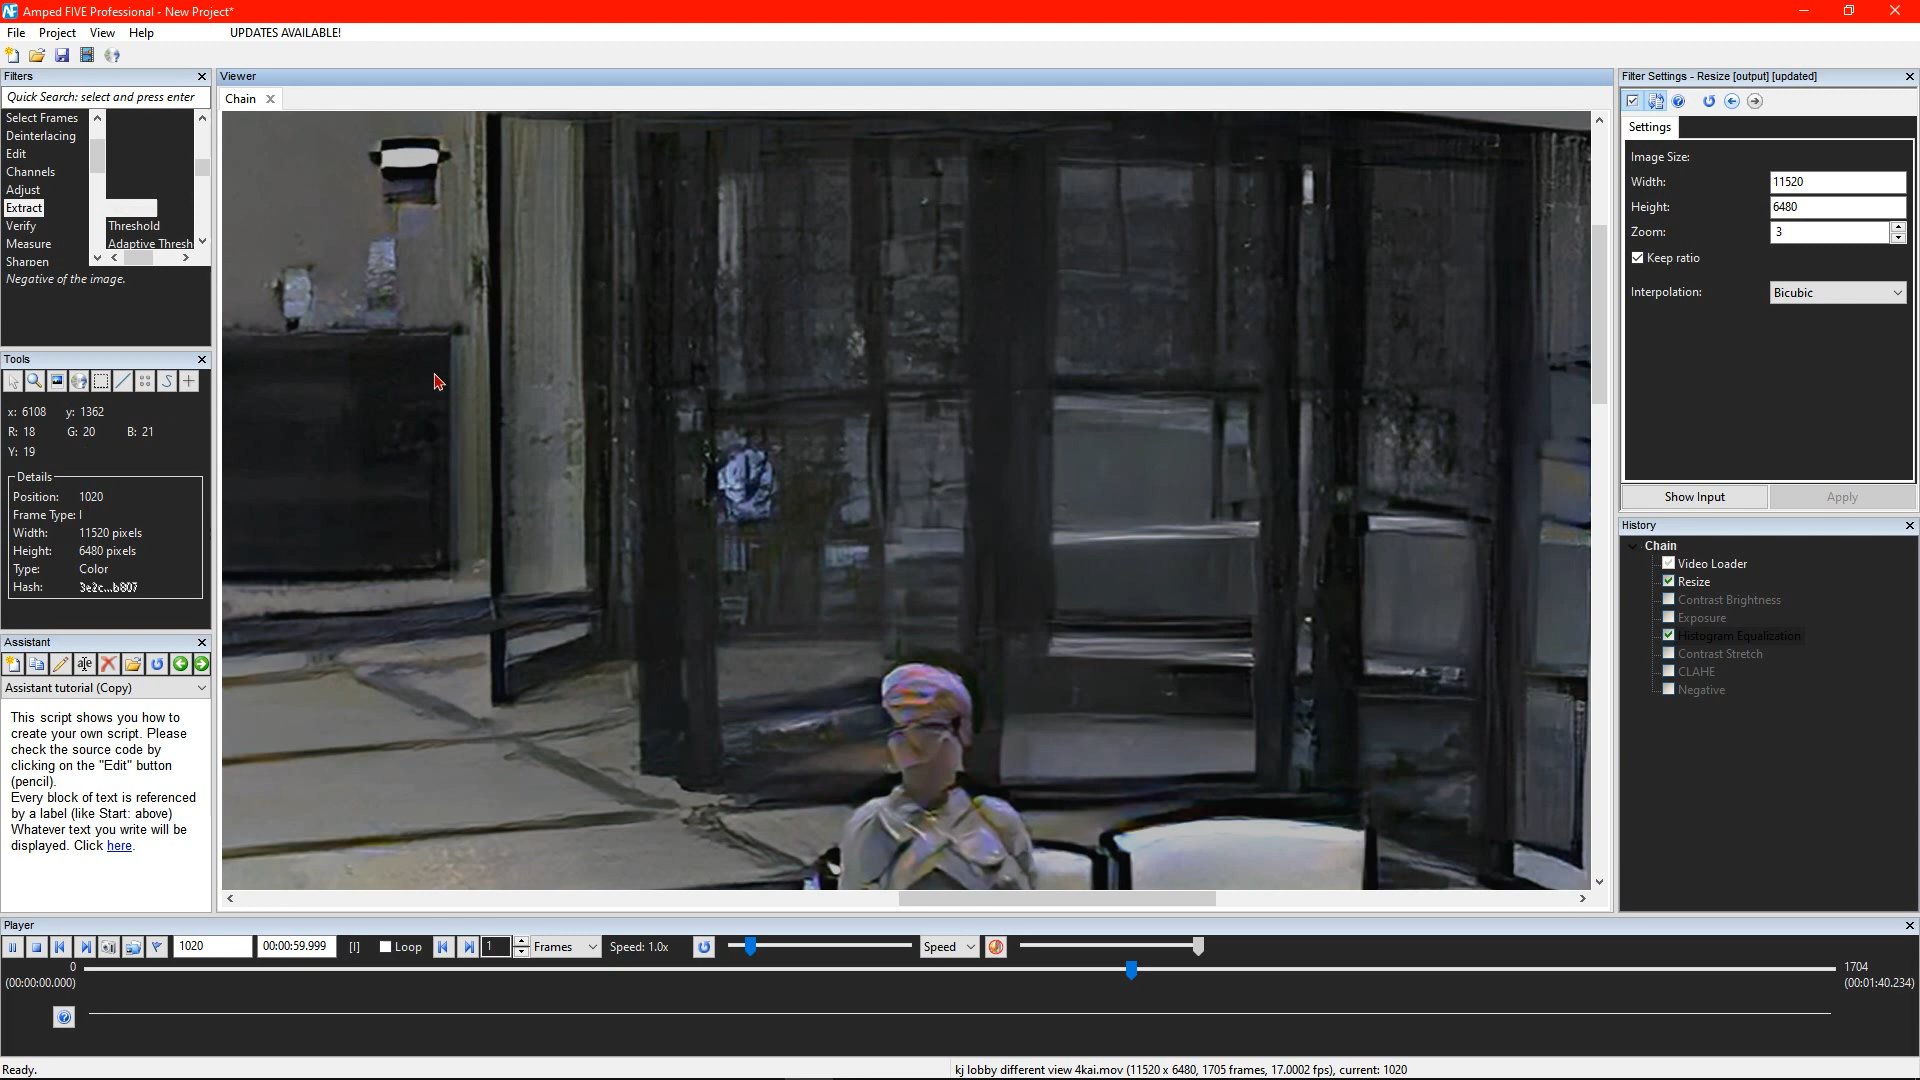 Amped FIVE Professional - New Project*
File Project View Help UPDATES AVAILABLE!
Filters
Quick Search: select and press enter
Select Frames
Deinterlacing
Edit
Channels
Adjust
Extract
Verify
Measure
Sharpen
Threshold
Adaptive Thresh
Negative of the image.
Tools
x: 6108 y: 1362
R: 18 G: 20 B: 21
Y: 19
Details
Position: 1020
Frame Type: I
Width: 11520 pixels
Height: 6480 pixels
Type: Color
Hash: 3e2c...b807
Assistant
Assistant tutorial (Copy)
This script shows you how to
create your own script. Please
check the source code by
clicking on the "Edit" button
(pencil).
Every block of text is referenced
by a label (like Start: above)
Whatever text you write will be
displayed. Click here.
Viewer
Chain
Filter Settings - Resize [output] [updated]
Settings
Image Size:
Width: 11520
Height: 6480
Zoom: 3
Keep ratio
Interpolation: Bicubic
Show Input Apply
History
Chain
Video Loader
Resize
Contrast Brightness
Exposure
Histogram Equalization
Contrast Stretch
CLAHE
Negative
Player
1020 00:00:59.999 [I] Loop 1 Frames Speed: 1.0x Speed
0 1704
(00:00:00.000) (00:01:40.234)
Ready. kj lobby different view 4kai.mov (11520 x 6480, 1705 frames, 17.0002 fps), current: 1020